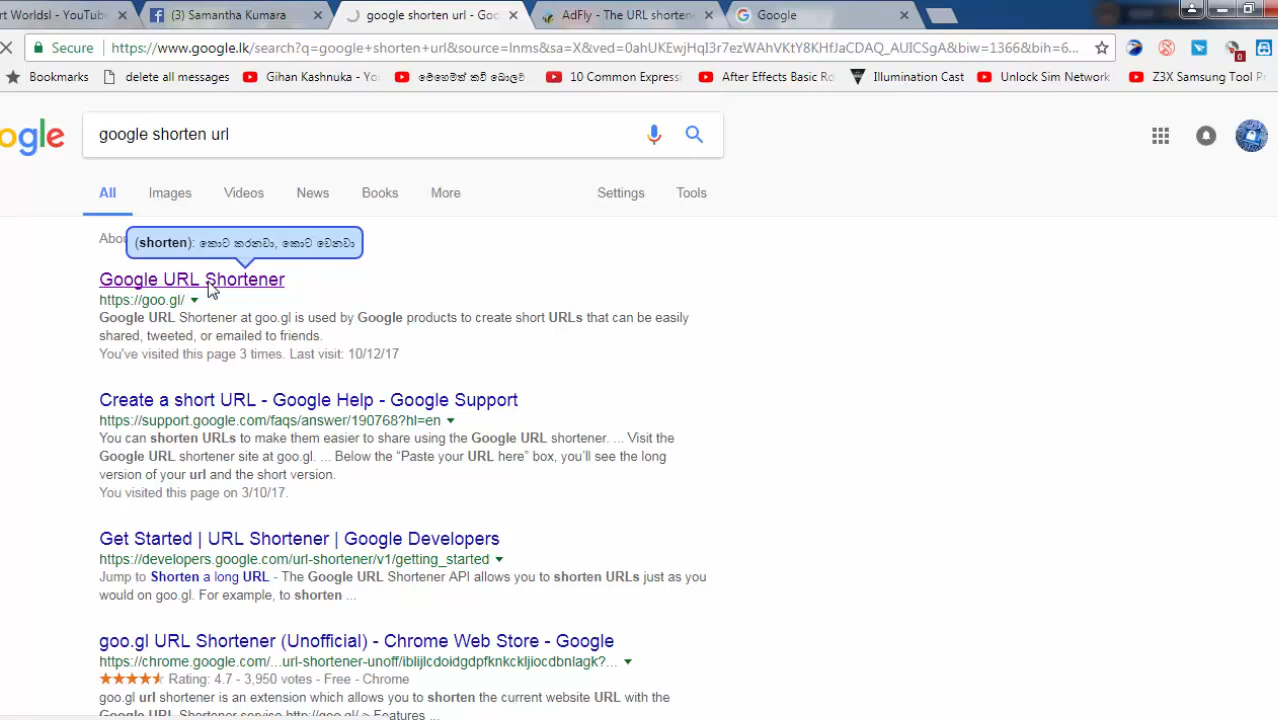 rt Worldsl - YouTube
(3) Samantha Kumara
google shorten url - Goo
AdFly - The URL shorten
Google
Secure
https://www.google.lk/search?q=google+shorten+url&source=lnms&sa=X&ved=0ahUKEwjHqI3r7ezWAhVKtY8KHfJaCDAQ_AUICSgA&biw=1366&bih=6...
Bookmarks
delete all messages
Gihan Kashnuka - Yo
මෙහෙමත් කවි බොලව
10 Common Expressi
After Effects Basic Ro
Illumination Cast
Unlock Sim Network
Z3X Samsung Tool Pr
0
ogle
google shorten url
All Images Videos News Books More Settings Tools
Abou
(shorten): කොට කරනවා, කොට වෙනවා
Google URL Shortener
https://goo.gl/
Google URL Shortener at goo.gl is used by Google products to create short URLs that can be easily
shared, tweeted, or emailed to friends.
You've visited this page 3 times. Last visit: 10/12/17
Create a short URL - Google Help - Google Support
https://support.google.com/faqs/answer/190768?hl=en
You can shorten URLs to make them easier to share using the Google URL shortener. ... Visit the
Google URL shortener site at goo.gl. ... Below the “Paste your URL here” box, you’ll see the long
version of your url and the short version.
You visited this page on 3/10/17.
Get Started | URL Shortener | Google Developers
https://developers.google.com/url-shortener/v1/getting_started
Jump to Shorten a long URL - The Google URL Shortener API allows you to shorten URLs just as you
would on goo.gl. For example, to shorten ...
goo.gl URL Shortener (Unofficial) - Chrome Web Store - Google
https://chrome.google.com/...url-shortener-unoff/iblijlcdoidgdpfknkckljiocdbnlagk?...
Rating: 4.7 - 3,950 votes - Free - Chrome
goo.gl url shortener is an extension which allows you to shorten the current website URL with the
Google URL Shortener servise http://goo.gl/ > Features ...